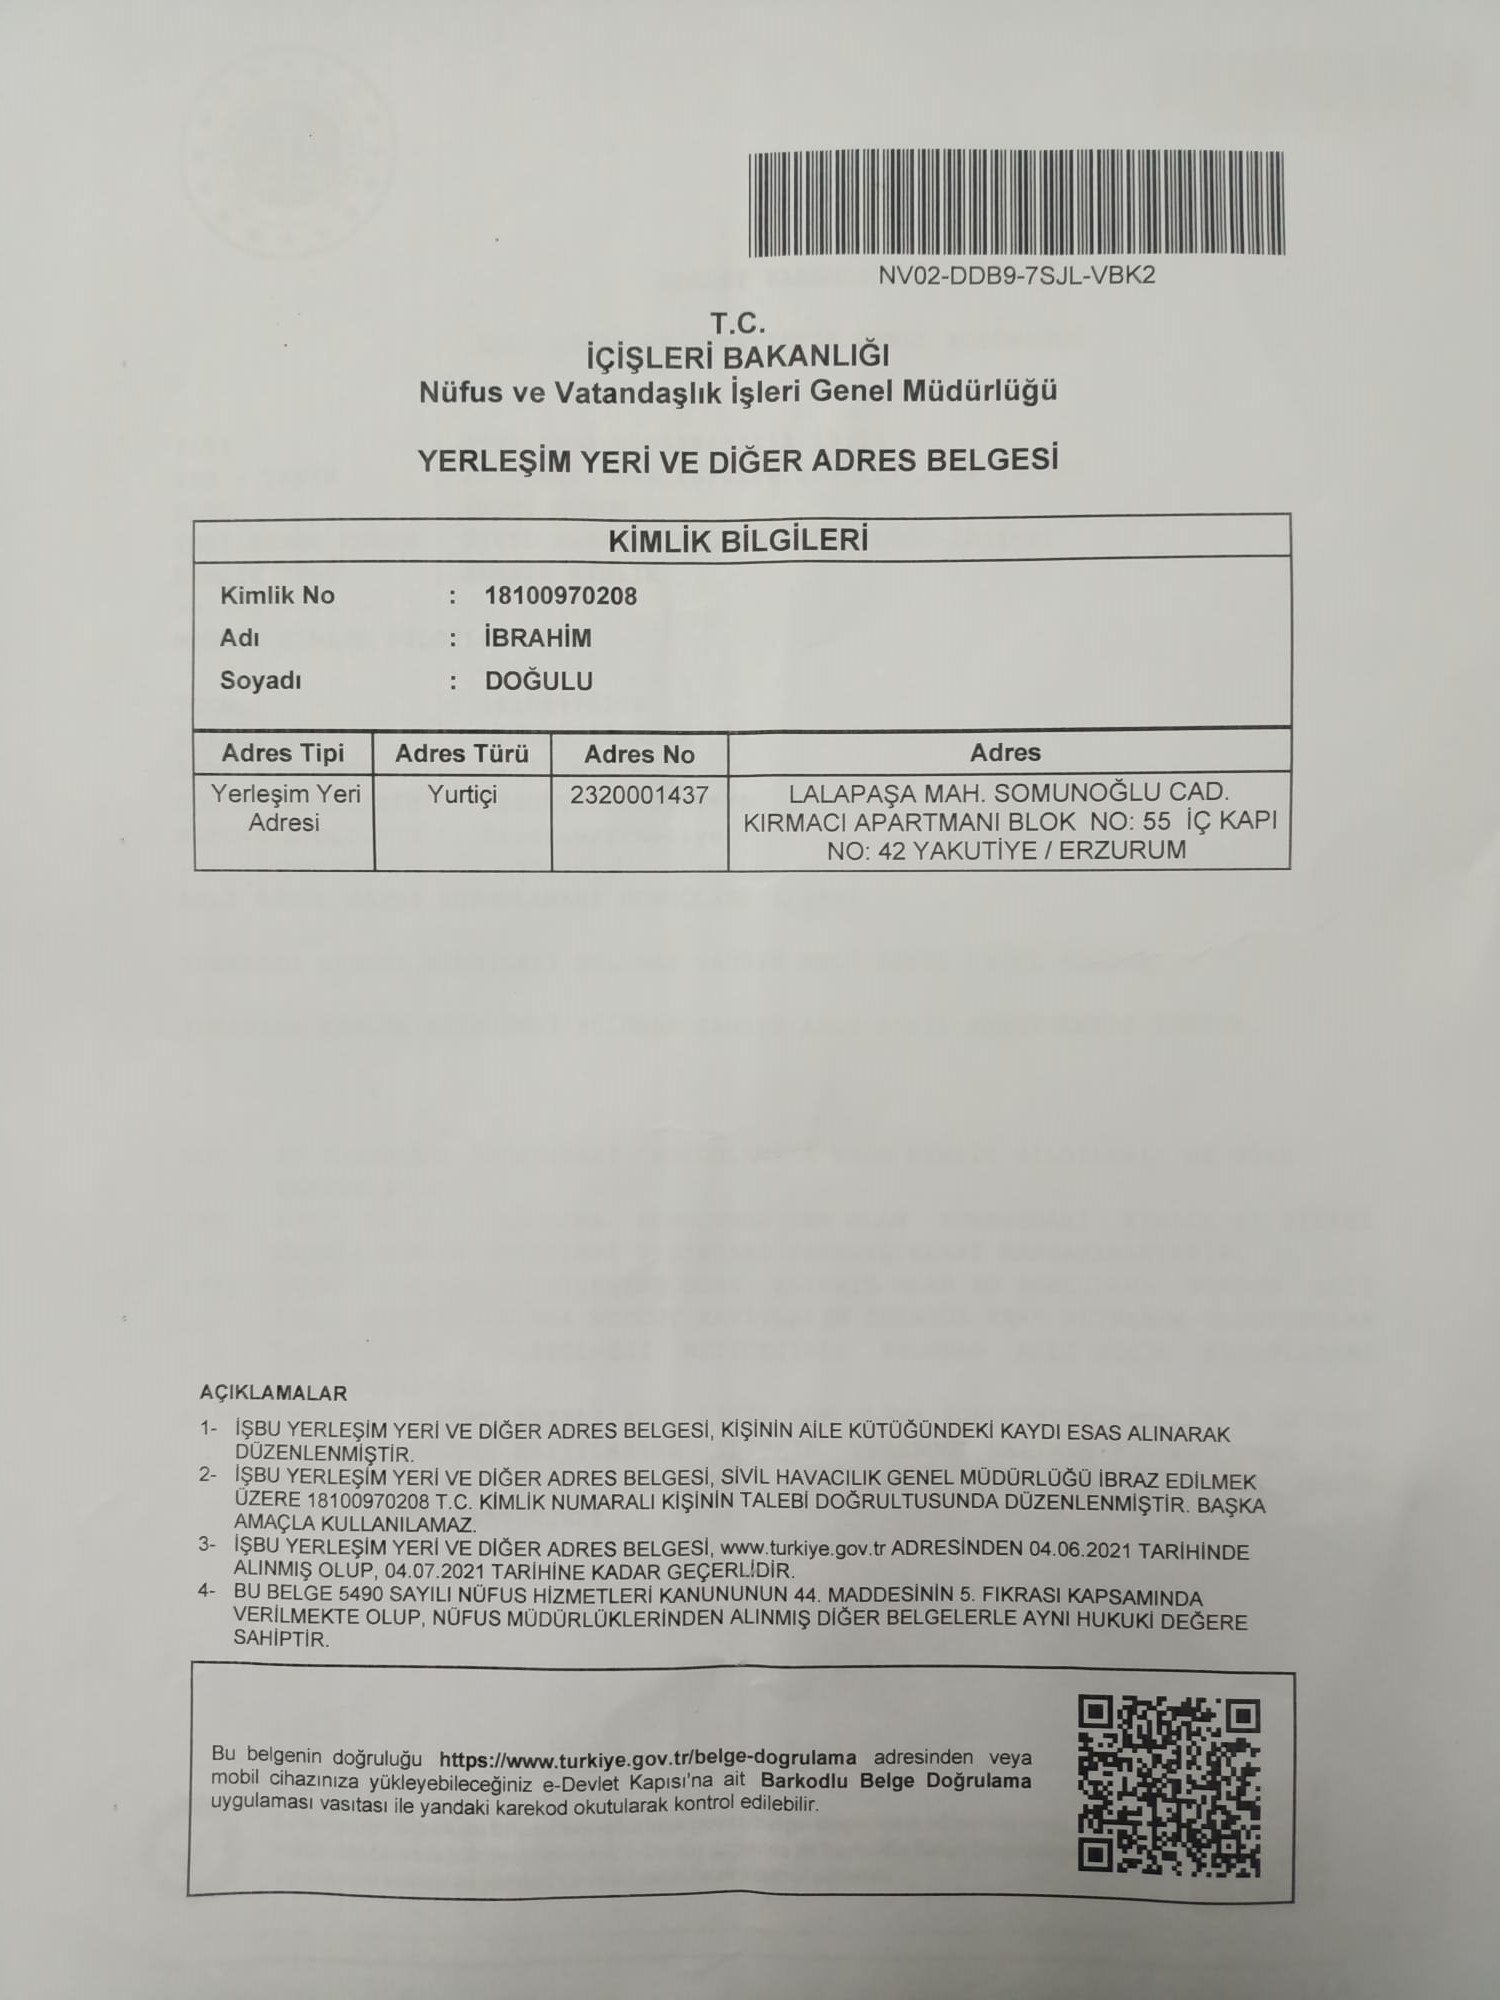 NV02-DDB9-7SJL-VBK2
T.C.
İÇİŞLERİ BAKANLIĞI
Nüfus ve Vatandaşlık İşleri Genel Müdürlüğü
YERLEŞİM YERİ VE DİĞER ADRES BELGESİ
KİMLİK BİLGİLERİ
Kimlik No : 18100970208
Adı : İBRAHİM
Soyadı : DOĞULU
Adres Tipi Adres Türü Adres No Adres
Yerleşim Yeri Yurtiçi 2320001437 LALAPAŞA MAH. SOMUNOĞLU CAD.
Adresi KIRMACI APARTMANI BLOK NO: 55 İÇ KAPI
NO: 42 YAKUTİYE / ERZURUM
AÇIKLAMALAR
1- İŞBU YERLEŞİM YERİ VE DİĞER ADRES BELGESİ, KİŞİNİN AİLE KÜTÜĞÜNDEKİ KAYDI ESAS ALINARAK
DÜZENLENMİŞTİR.
2- İŞBU YERLEŞİM YERİ VE DİĞER ADRES BELGESİ, SİVİL HAVACILIK GENEL MÜDÜRLÜĞÜ İBRAZ EDİLMEK
ÜZERE 18100970208 T.C. KİMLİK NUMARALI KİŞİNİN TALEBİ DOĞRULTUSUNDA DÜZENLENMİŞTİR. BAŞKA
AMAÇLA KULLANILAMAZ.
3- İŞBU YERLEŞİM YERİ VE DİĞER ADRES BELGESİ, www.turkiye.gov.tr ADRESİNDEN 04.06.2021 TARİHİNDE
ALINMIŞ OLUP, 04.07.2021 TARİHİNE KADAR GEÇERLİDİR.
4- BU BELGE 5490 SAYILI NÜFUS HİZMETLERİ KANUNUNUN 44. MADDESİNİN 5. FIKRASI KAPSAMINDA
VERİLMEKTE OLUP, NÜFUS MÜDÜRLÜKLERİNDEN ALINMIŞ DİĞER BELGELERLE AYNI HUKUKİ DEĞERE
SAHİPTİR.
Bu belgenin doğruluğu https://www.turkiye.gov.tr/belge-dogrulama adresinden veya
mobil cihazınıza yükleyebileceğiniz e-Devlet Kapısı'na ait Barkodlu Belge Doğrulama
uygulaması vasıtası ile yandaki karekod okutularak kontrol edilebilir.